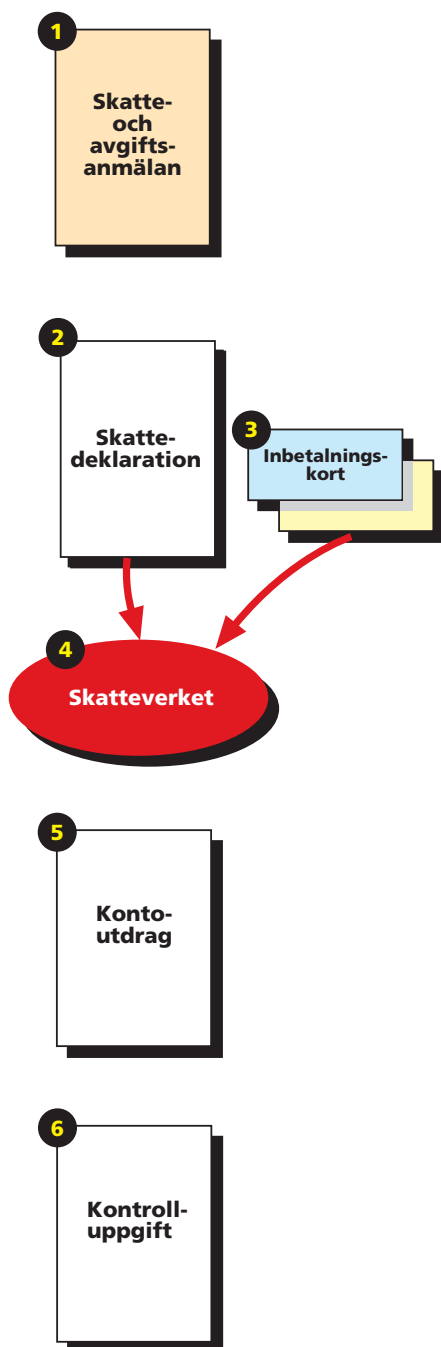 1
Skatte-
och
avgifts-
anmälan
2
Skatte-
deklaration
3
Inbetalnings-
kort
4
Skatteverket
5
Konto-
utdrag
6
Kontroll-
uppgift